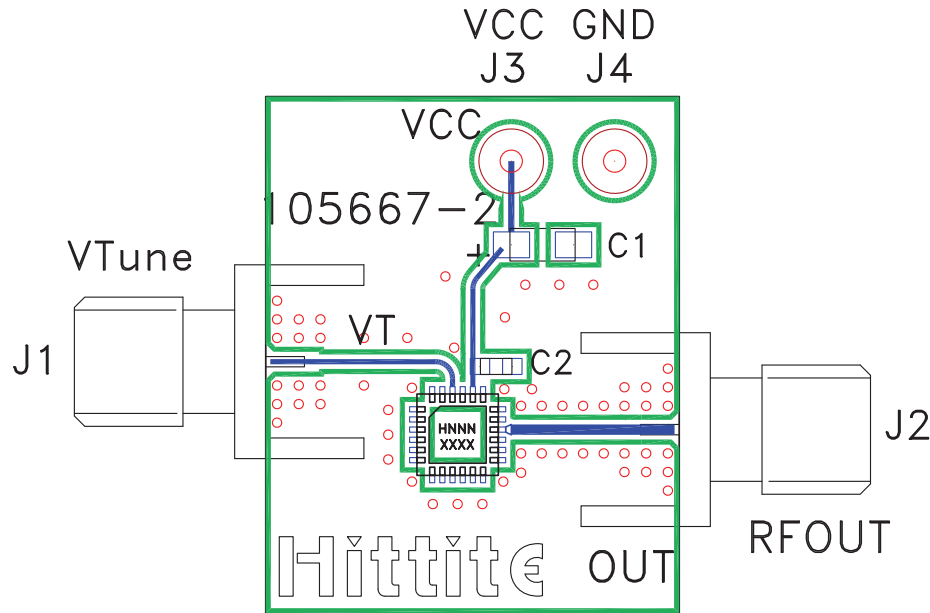 VCC GND
J3 J4
VCC
105667-2
+
C1
VTune
VT
J1
C2
HNNN
XXXX
J2
RFOUT
OUT
Hittite